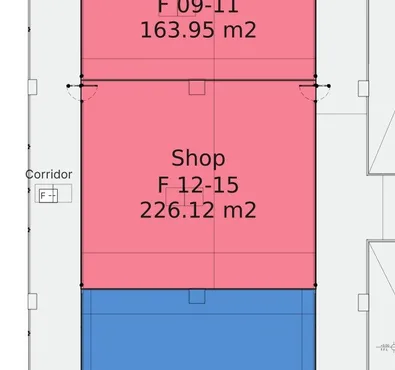 F 09-11
163.95 m2
Shop
F 12-15
226.12 m2
Corridor
F --